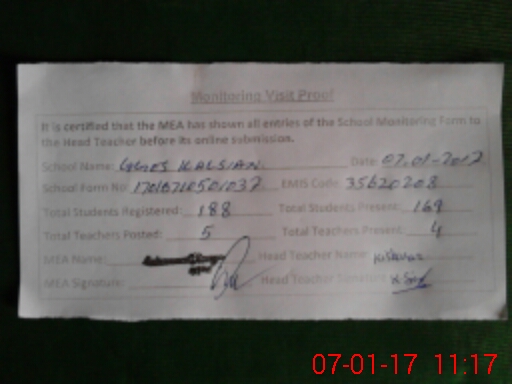 Monitoring Visit Proof
It is certified that the MEA has shown all entries of the School Monitoring Form to
the Head Teacher before its online submission.
School Name: KALSIAN Date: 07-01-2017
School Form No EMIS Code: 35620208
Total Students Registered: 188 Total Students Present: 169
Total Teachers Posted: 5 Total Teachers Present: 4
MEA Name: Head Teacher Name:
MEA Signature: Head Teacher Signature
07-01-17 11:17